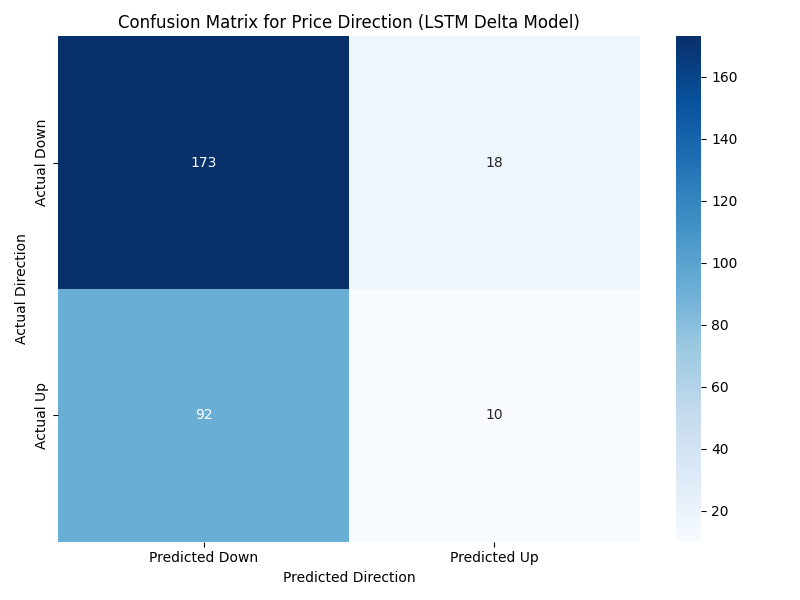 Confusion Matrix for Price Direction (LSTM Delta Model)
Actual Direction
Actual Down
173
18
Actual Up
92
10
Predicted Down
Predicted Up
Predicted Direction
160
140
120
100
80
60
40
20